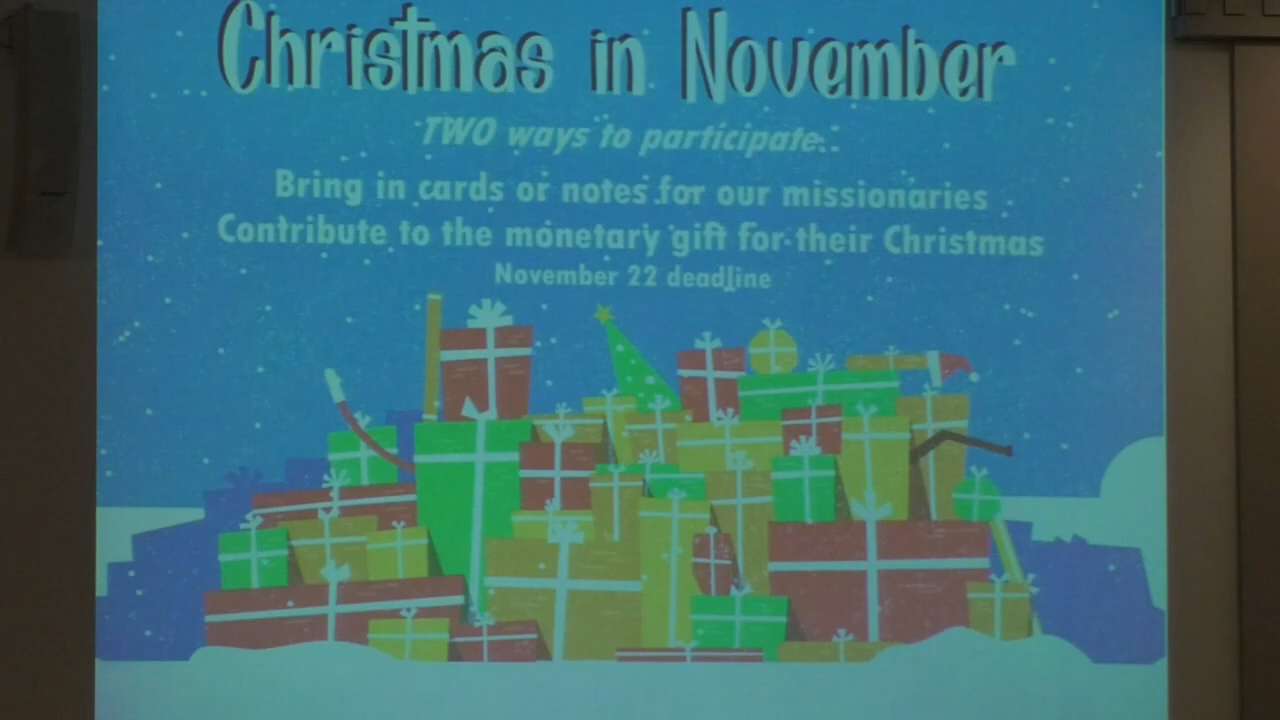 Christmas in November
TWO ways to participate..
Bring in cards or notes for our missionaries
Contribute to the monetary gift for their Christmas
November 22 deadline